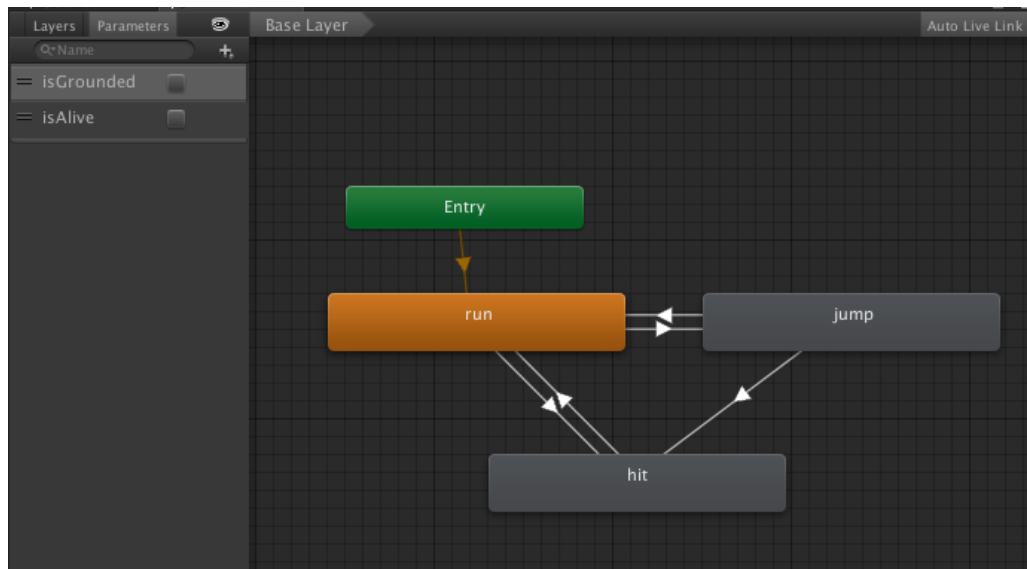 Layers Parameters
Base Layer
Auto Live Link
Name
isGrounded
isAlive
Entry
run
jump
hit